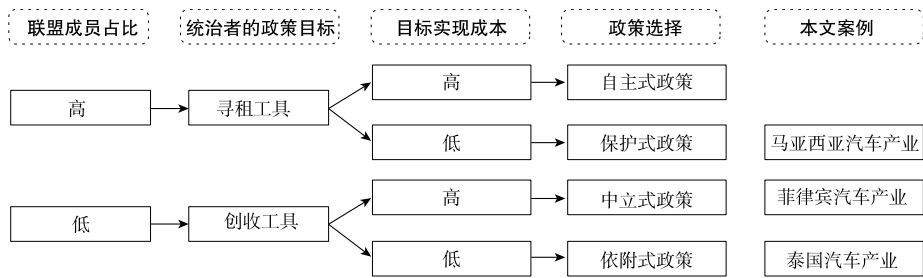 联盟成员占比 统治者的政策目标 目标实现成本 政策选择 本文案例
高 自主式政策
高 寻租工具
低 保护式政策 马亚西亚汽车产业
高 中立式政策 菲律宾汽车产业
低 创收工具
低 依附式政策 泰国汽车产业